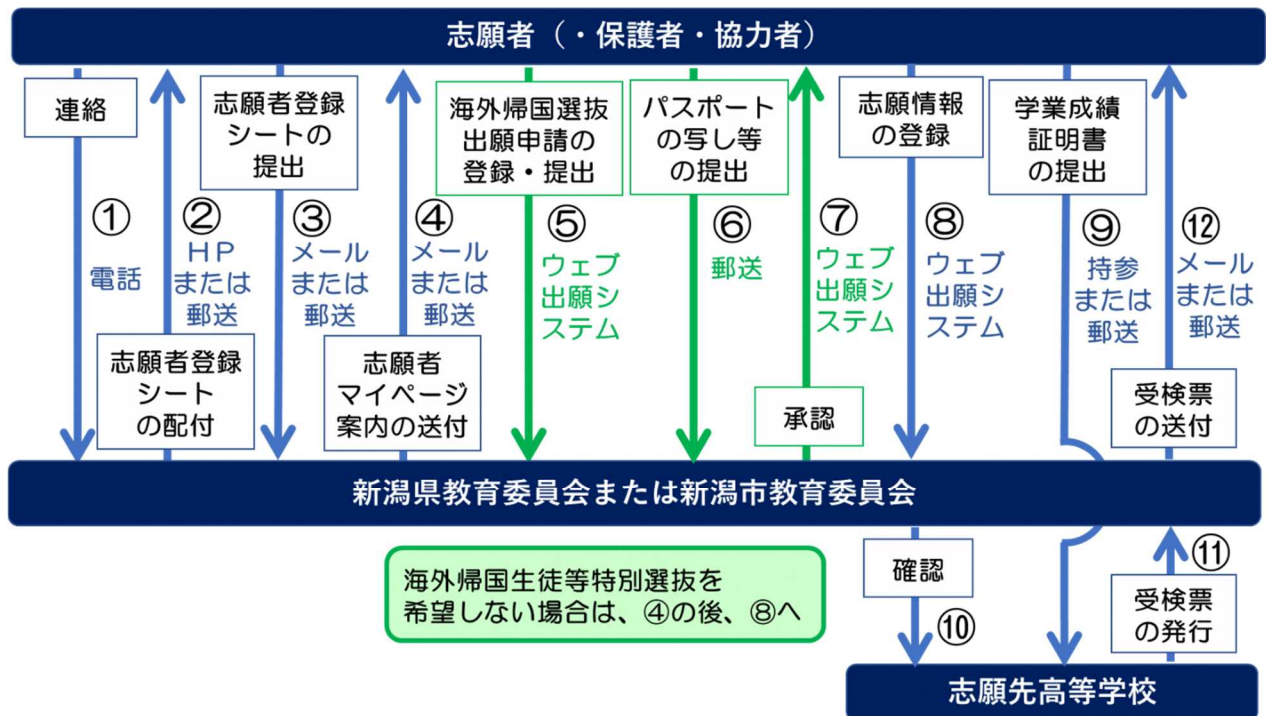 志願者（・保護者・協力者）
連絡
①
電話
②
ＨＰ
または
郵送
志願者登録
シート
の配付
志願者登録
シートの
提出
③
メール
または
郵送
④
メール
または
郵送
志願者
マイページ
案内の送付
海外帰国選抜
出願申請の
登録・提出
⑤
ウェブ
出願シ
ステム
パスポート
の写し等
の提出
⑥
郵送
⑦
ウェブ
出願シ
ステム
承認
志願情報
の登録
⑧
ウェブ
出願シ
ステム
学業成績
証明書
の提出
⑨
持参
または
郵送
⑫
メール
または
郵送
受検票
の送付
新潟県教育委員会または新潟市教育委員会
海外帰国生徒等特別選抜を
希望しない場合は、④の後、⑧へ
確認
⑩
⑪
受検票
の発行
志願先高等学校